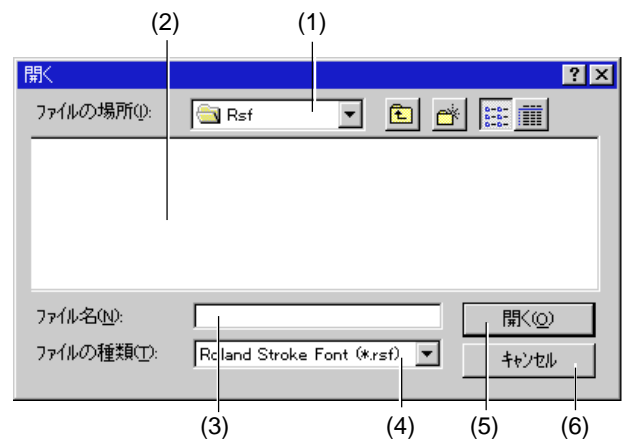 (2) (1)
開く
ファイルの場所(I): Rsf
ファイル名(N): 開く(O)
ファイルの種類(T): Roland Stroke Font (*.rsf) キャンセル
(3) (4) (5) (6)